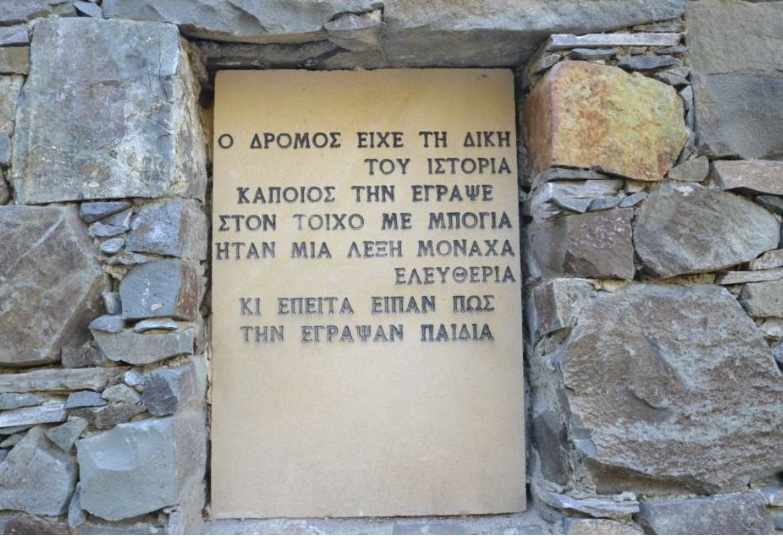 Ο ΔΡΟΜΟΣ ΕΙΧΕ ΤΗ ΔΙΚΗ
ΤΟΥ ΙΣΤΟΡΙΑ
ΚΑΠΟΙΟΣ ΤΗΝ ΕΓΡΑΨΕ
ΣΤΟΝ ΤΟΙΧΟ ΜΕ ΜΠΟΓΙΑ
ΗΤΑΝ ΜΙΑ ΛΕΞΗ ΜΟΝΑΧΑ
ΕΛΕΥΘΕΡΙΑ
ΚΙ ΕΠΕΙΤΑ ΕΙΠΑΝ ΠΩΣ
ΤΗΝ ΕΓΡΑΨΑΝ ΠΑΙΔΙΑ